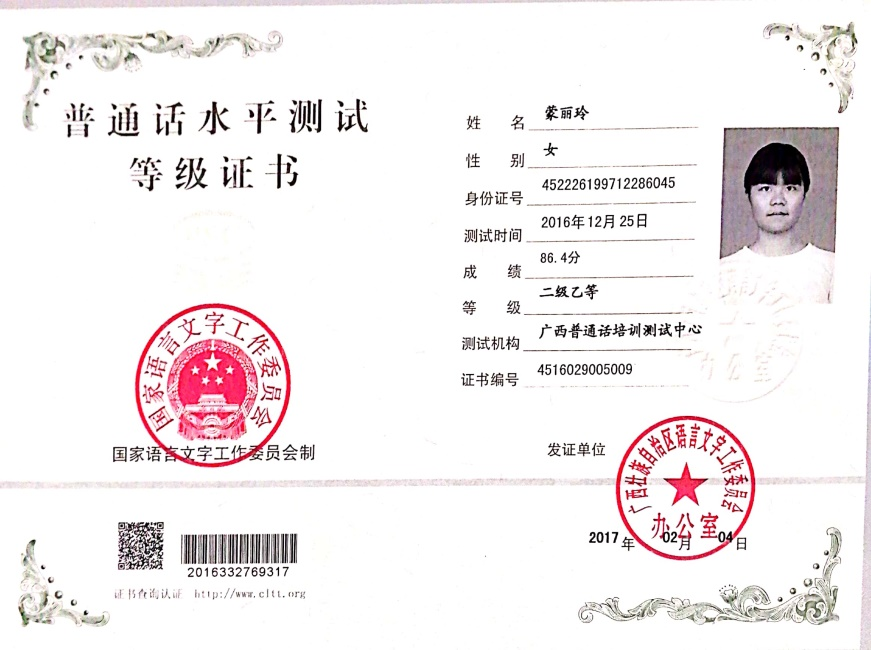 普通话水平测试
等级证书
国家语言文字工作委员会
国家语言文字工作委员会制
2016332769317
证书查询认证 http://www.cltt.org
姓 名 蒙丽玲
性 别 女
身份证号 452226199712286045
测试时间 2016年12月25日
成 绩 86.4分
等 级 二级乙等
测试机构 广西普通话培训测试中心
证书编号 4516029005009
发证单位
广西壮族自治区语言文字工作委员会
办公室
2017年 02月 04日